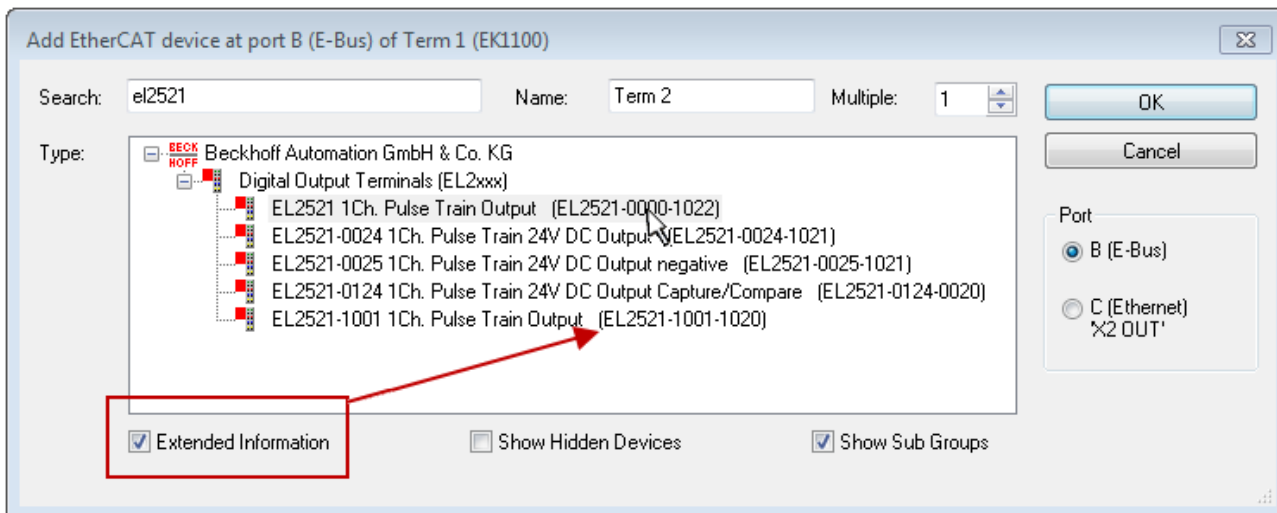 Add EtherCAT device at port B (E-Bus) of Term 1 (EK1100)
Search: el2521 Name: Term 2 Multiple: 1 OK
Type: BECKHOFF Beckhoff Automation GmbH & Co. KG Cancel
Digital Output Terminals (EL2xxx)
EL2521 1Ch. Pulse Train Output (EL2521-0000-1022)
EL2521-0024 1Ch. Pulse Train 24V DC Output (EL2521-0024-1021)
EL2521-0025 1Ch. Pulse Train 24V DC Output negative (EL2521-0025-1021)
EL2521-0124 1Ch. Pulse Train 24V DC Output Capture/Compare (EL2521-0124-0020)
EL2521-1001 1Ch. Pulse Train Output (EL2521-1001-1020)
Port
B (E-Bus)
C (Ethernet)
'X2 OUT'
Extended Information Show Hidden Devices Show Sub Groups